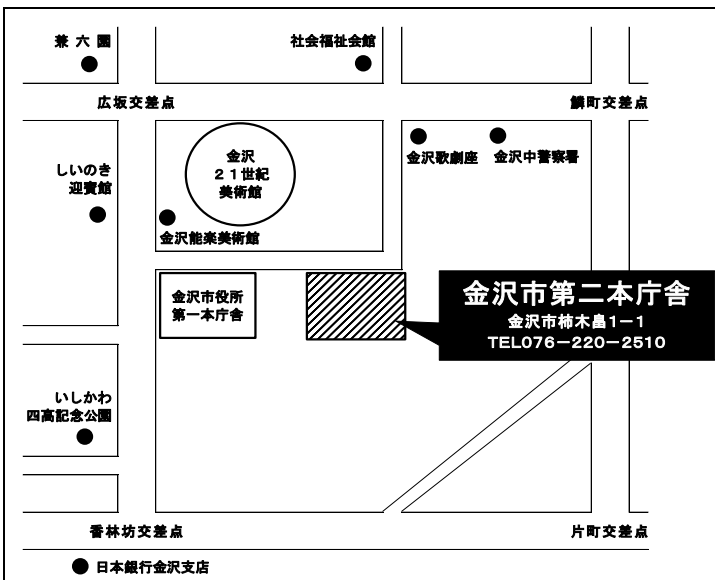 兼六園
社会福祉会館
広坂交差点
鱗町交差点
金沢
２１世紀
美術館
金沢歌劇座
金沢中警察署
しいのき
迎賓館
金沢能楽美術館
金沢市役所
第一本庁舎
金沢市第二本庁舎
金沢市柿木畠1－1
TEL076－220－2510
いしかわ
四高記念公園
香林坊交差点
片町交差点
日本銀行金沢支店